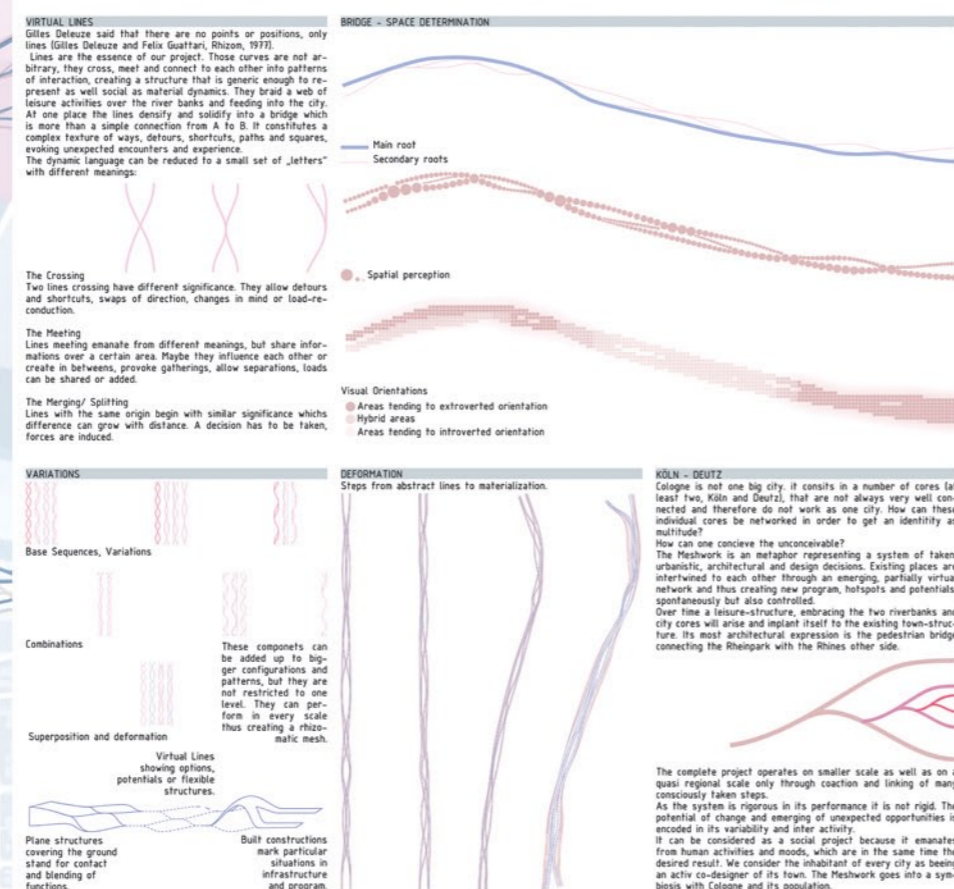 VIRTUAL LINES
Gilles Deleuze said that there are no points or positions, only
lines (Gilles Deleuze and Felix Guattari, Rhizom, 1977).
Lines are the essence of our project. Those curves are not ar-
bitrary, they cross, meet and connect to each other into patterns
of interaction, creating a structure that is generic enough to re-
present as well social as material dynamics. They braid a web of
leisure activities over the river banks and feeding into the city.
At one place the lines densify and solidify into a bridge which
is more than a simple connection from A to B. It constitutes a
complex texture of ways, detours, shortcuts, paths and squares,
evoking unexpected encounters and experience.
The dynamic language can be reduced to a small set of „letters"
with different meanings:
The Crossing
Two lines crossing have different significance. They allow detours
and shortcuts, swaps of direction, changes in mind or load-re-
conduction.
The Meeting
Lines meeting emanate from different meanings, but share infor-
mations over a certain area. Maybe they influence each other or
create in betweens, provoke gatherings, allow separations, loads
can be shared or added.
The Merging/ Splitting
Lines with the same origin begin with similar significance whichs
difference can grow with distance. A decision has to be taken,
forces are induced.
BRIDGE - SPACE DETERMINATION
Main root
Secondary roots
Spatial perception
Visual Orientations
Areas tending to extroverted orientation
Hybrid areas
Areas tending to introverted orientation
VARIATIONS
Base Sequences, Variations
Combinations
These componets can
be added up to big-
ger configurations and
patterns, but they are
not restricted to one
level. They can per-
form in every scale
thus creating a rhizo-
matic mesh.
Superposition and deformation
Virtual Lines
showing options,
potentials or flexible
structures.
Plane structures
covering the ground
stand for contact
and blending of
functions.
Built constructions
mark particular
situations in
infrastructure
and program.
DEFORMATION
Steps from abstract lines to materialization.
KÖLN - DEUTZ
Cologne is not one big city. it consits in a number of cores (at
least two, Köln and Deutz), that are not always very well con-
nected and therefore do not work as one city. How can these
individual cores be networked in order to get an identitity as
multitude?
How can one concieve the unconceivable?
The Meshwork is an metaphor representing a system of taken
urbanistic, architectural and design decisions. Existing places are
intertwined to each other through an emerging, partially virtual
network and thus creating new program, hotspots and potentials
spontaneously but also controlled.
Over time a leisure-structure, embracing the two riverbanks and
city cores will arise and implant itself to the existing town-struc-
ture. Its most architectural expression is the pedestrian bridge
connecting the Rheinpark with the Rhines other side.
The complete project operates on smaller scale as well as on a
quasi regional scale only through coaction and linking of many
consciously taken steps.
As the system is rigorous in its performance it is not rigid. The
potential of change and emerging of unexpected opportunities is
encoded in its variability and inter activity.
It can be considered as a social project because it emanates
from human activities and moods, which are in the same time the
desired result. We consider the inhabitant of every city as beeing
an activ co-designer of its town. The Meshwork goes into a sym-
biosis with Cologne and its population.